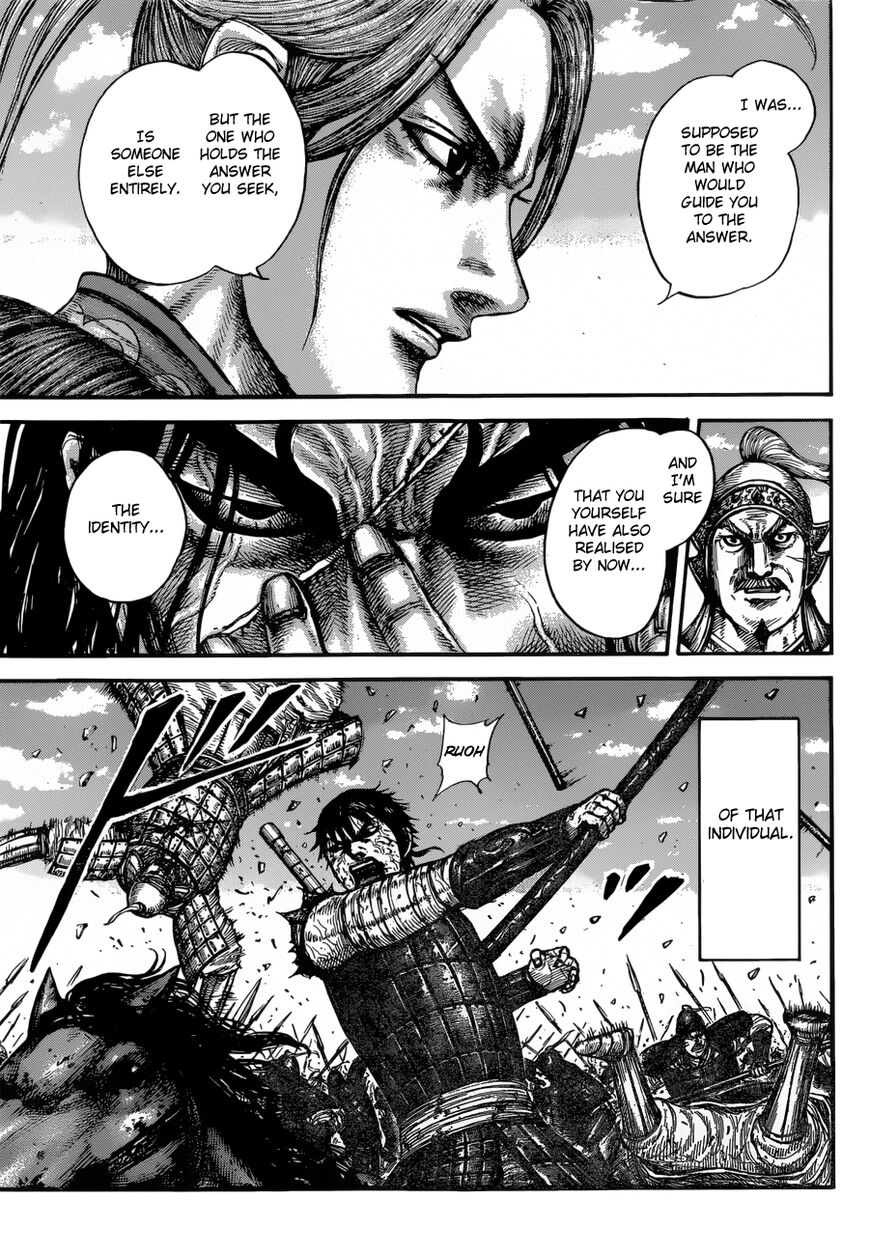 I WAS...
SUPPOSED
TO BE THE
MAN WHO
WOULD
GUIDE YOU
TO THE
ANSWER.
BUT THE
ONE WHO
HOLDS THE
ANSWER
YOU SEEK,
IS
SOMEONE
ELSE
ENTIRELY.
AND
I'M
SURE
THAT YOU
YOURSELF
HAVE ALSO
REALISED
BY NOW...
THE
IDENTITY...
OF THAT
INDIVIDUAL.
RUOH